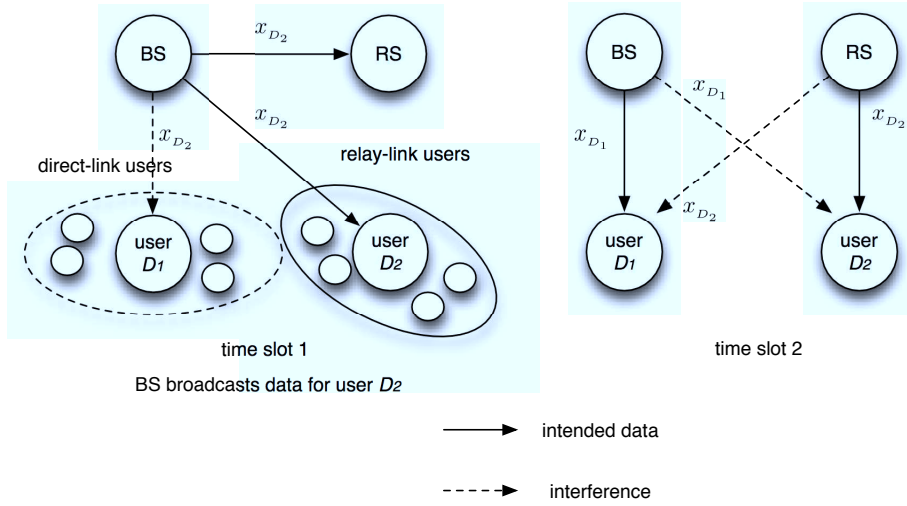 BS
x_{D_2}
RS
x_{D_2}
x_{D_2}
direct-link users
relay-link users
user D1
user D2
time slot 1
BS broadcasts data for user D2
BS
RS
x_{D_1}
x_{D_1}
x_{D_2}
x_{D_2}
user D1
user D2
time slot 2
intended data
interference